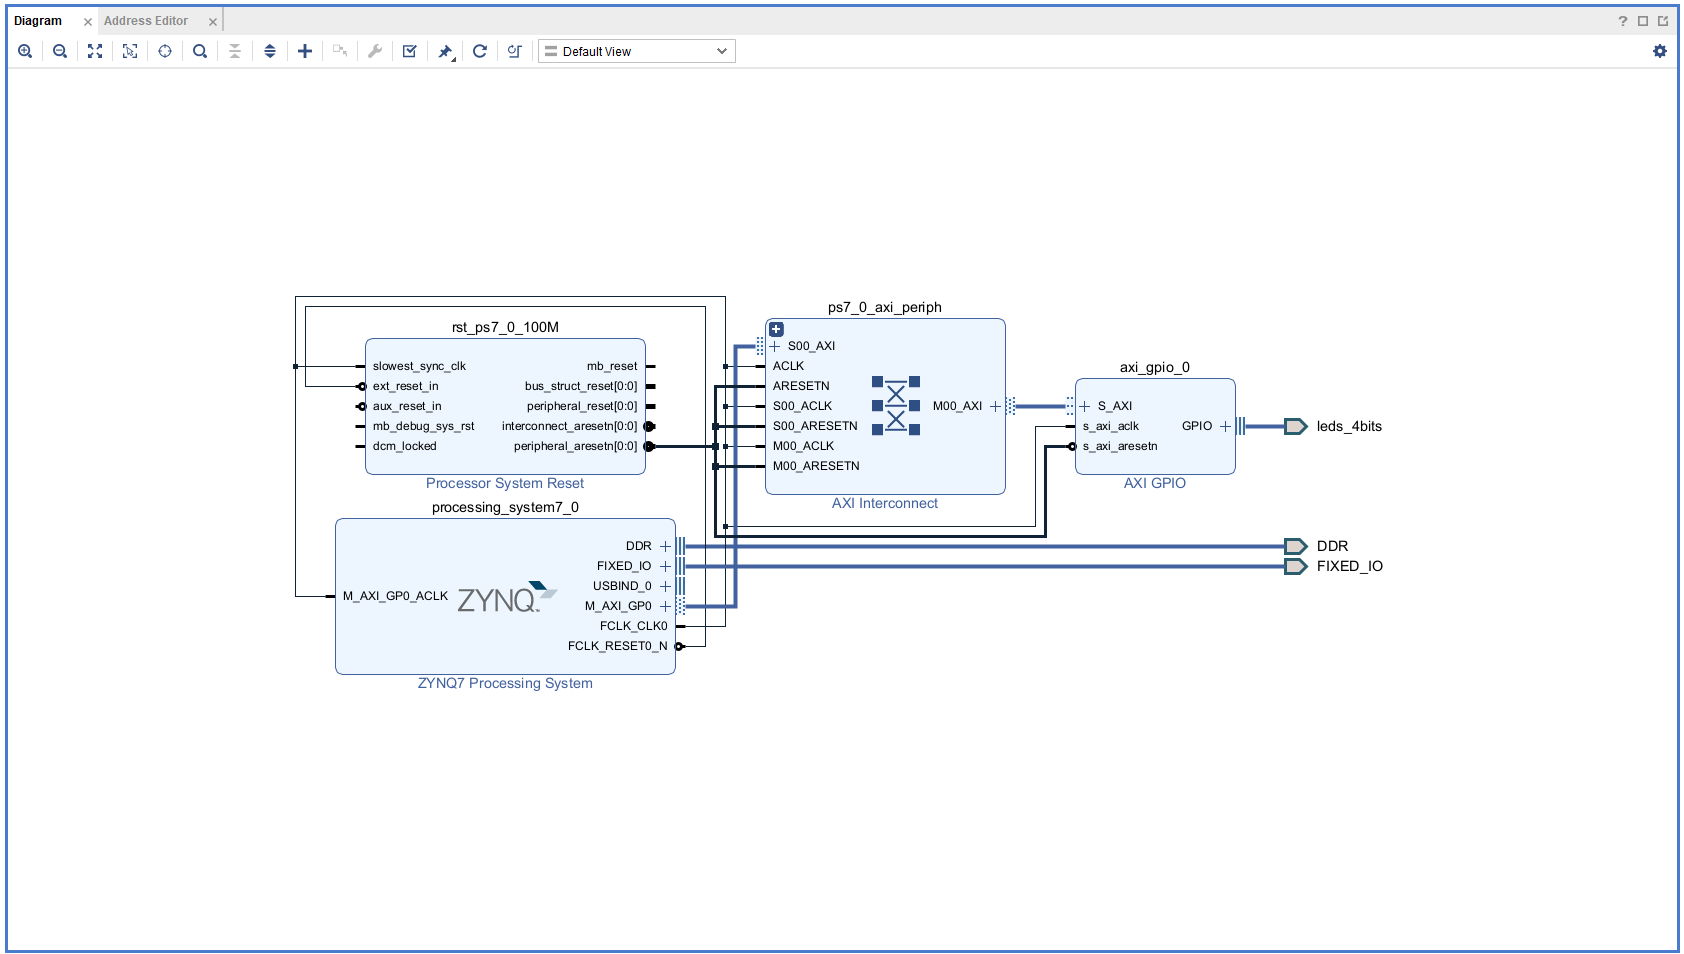 Diagram
Address Editor
?
Default View
rst_ps7_0_100M
slowest_sync_clk
ext_reset_in
aux_reset_in
mb_debug_sys_rst
dcm_locked
mb_reset
bus_struct_reset[0:0]
peripheral_reset[0:0]
interconnect_aresetn[0:0]
peripheral_aresetn[0:0]
Processor System Reset
ps7_0_axi_periph
S00_AXI
ACLK
ARESETN
S00_ACLK
S00_ARESETN
M00_ACLK
M00_ARESETN
M00_AXI
AXI Interconnect
axi_gpio_0
S_AXI
s_axi_aclk
s_axi_aresetn
GPIO
AXI GPIO
leds_4bits
processing_system7_0
M_AXI_GP0_ACLK
ZYNQ
DDR
FIXED_IO
USBIND_0
M_AXI_GP0
FCLK_CLK0
FCLK_RESET0_N
ZYNQ7 Processing System
DDR
FIXED_IO